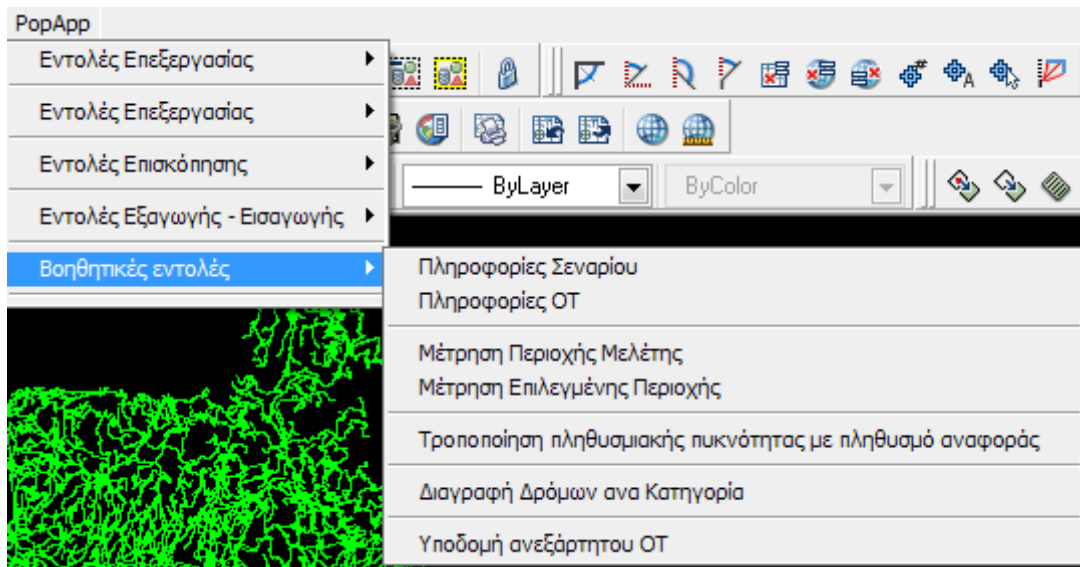 PopApp
Εντολές Επεξεργασίας
Εντολές Επεξεργασίας
Εντολές Επισκόπησης
Εντολές Εξαγωγής - Εισαγωγής
Βοηθητικές εντολές
ByLayer
ByColor
Πληροφορίες Σεναρίου
Πληροφορίες ΟΤ
Μέτρηση Περιοχής Μελέτης
Μέτρηση Επιλεγμένης Περιοχής
Τροποποίηση πληθυσμιακής πυκνότητας με πληθυσμό αναφοράς
Διαγραφή Δρόμων ανα Κατηγορία
Υποδομή ανεξάρτητου ΟΤ